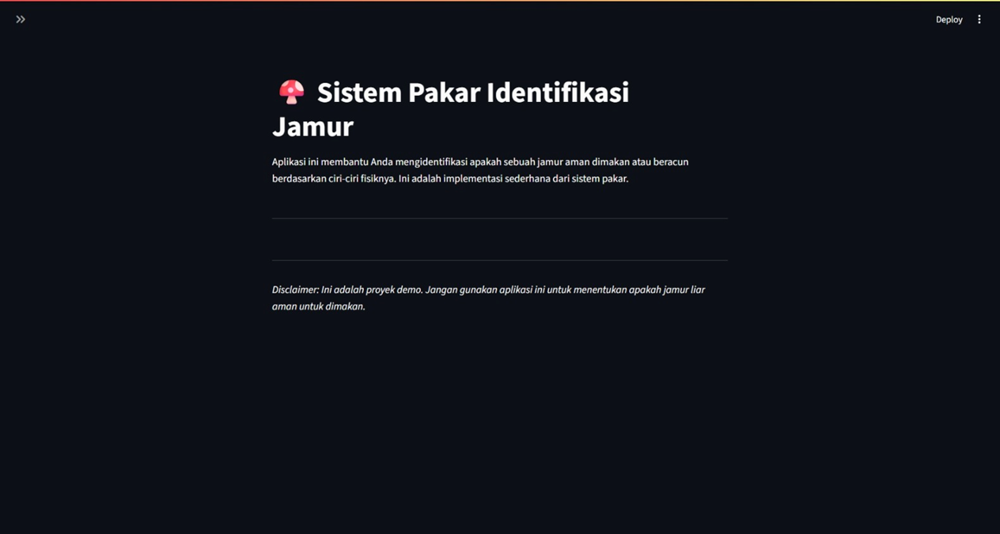 Deploy
Sistem Pakar Identifikasi
Jamur
Aplikasi ini membantu Anda mengidentifikasi apakah sebuah jamur aman dimakan atau beracun
berdasarkan ciri-ciri fisiknya. Ini adalah implementasi sederhana dari sistem pakar.
Disclaimer: Ini adalah proyek demo. Jangan gunakan aplikasi ini untuk menentukan apakah jamur liar
aman untuk dimakan.